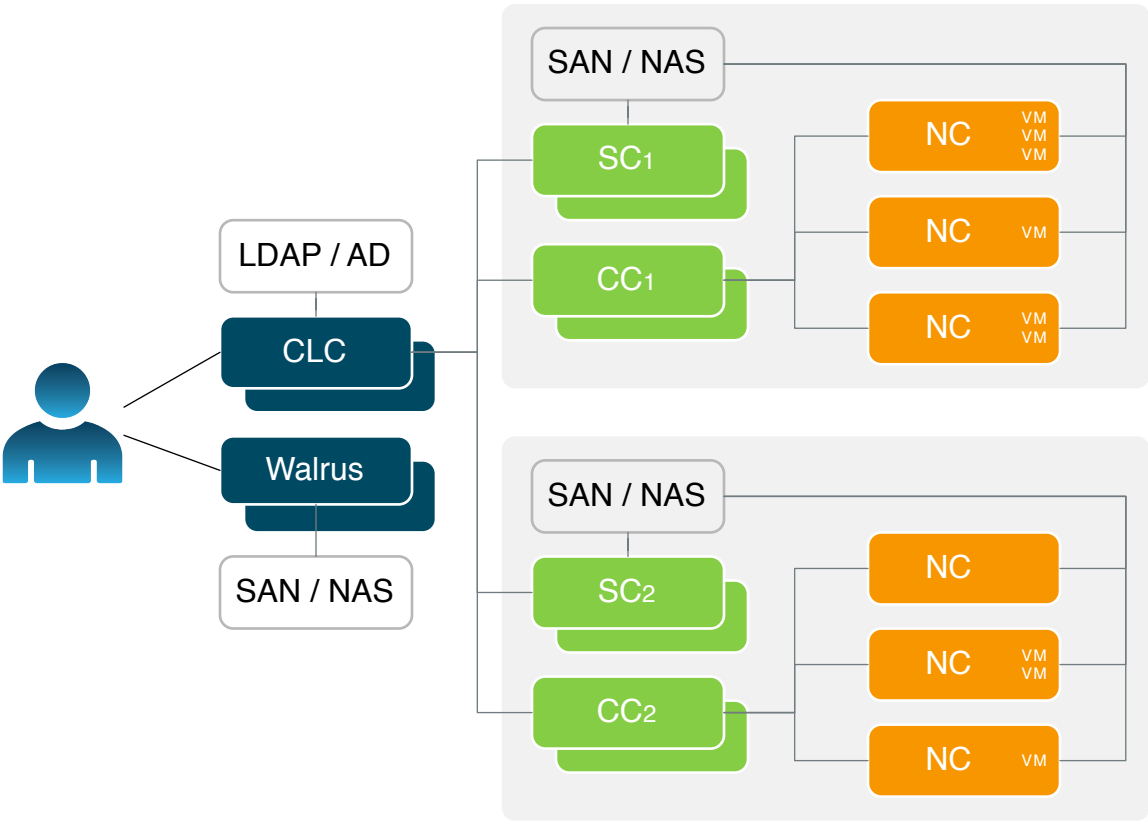 LDAP / AD
CLC
Walrus
SAN / NAS
SAN / NAS
SC1
CC1
NC
VM
VM
VM
NC
VM
NC
VM
VM
SAN / NAS
SC2
CC2
NC
NC
VM
VM
NC
VM